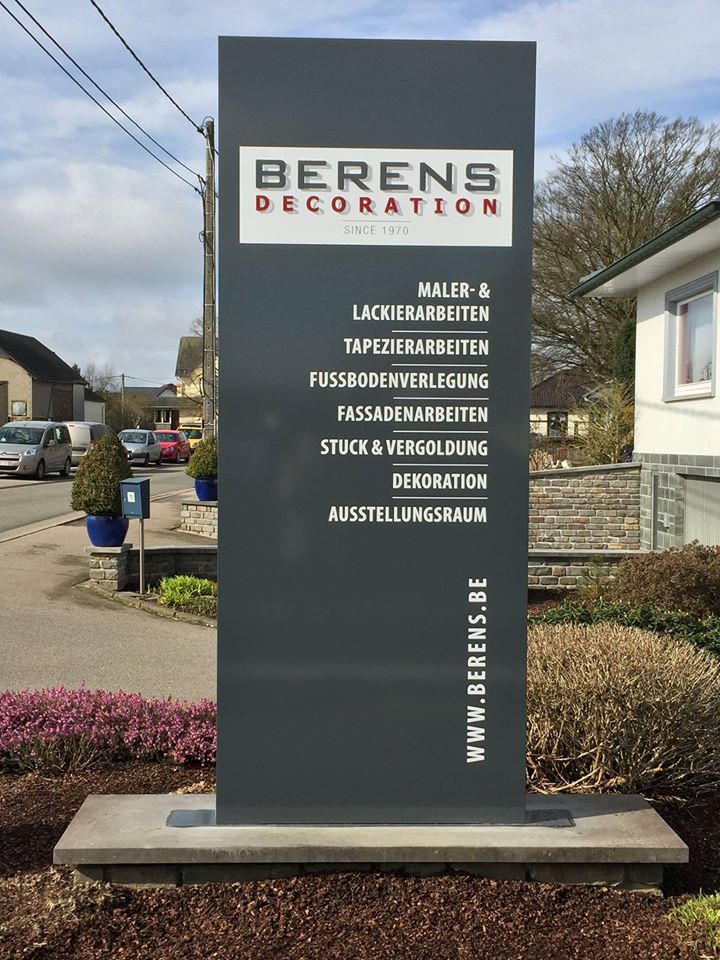 BERENS
DECORATION
SINCE 1970
MALER- &
LACKIERARBEITEN
TAPEZIERARBEITEN
FUSSBODENVERLEGUNG
FASSADENARBEITEN
STUCK & VERGOLDUNG
DEKORATION
AUSSTELLUNGSRAUM
WWW.BERENS.BE